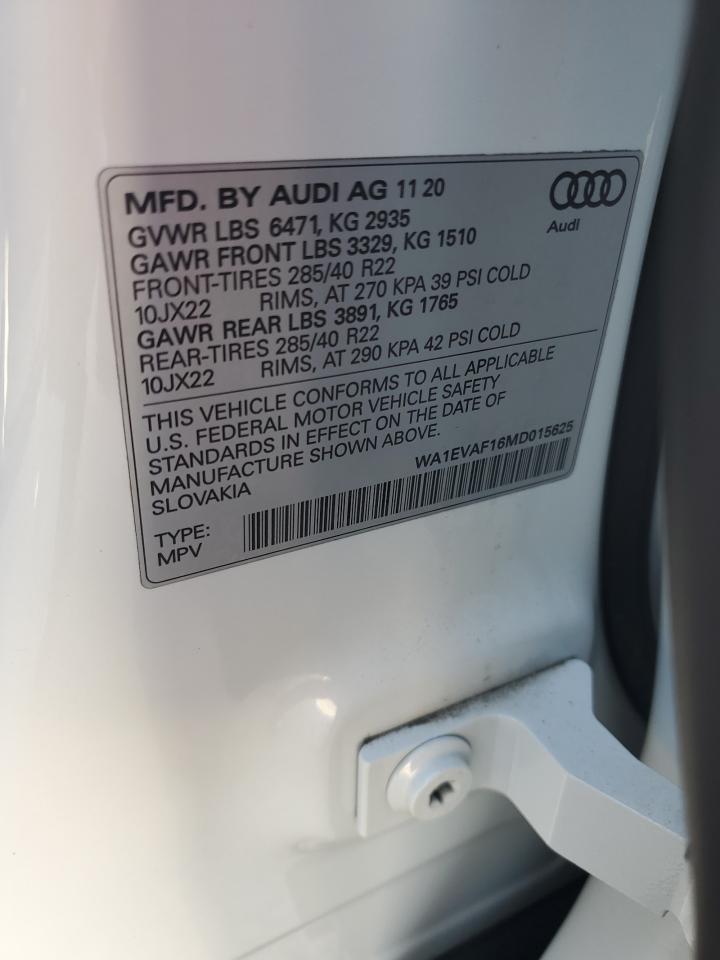 MFD. BY AUDI AG 11 20
Audi
GVWR LBS 6471, KG 2935
GAWR FRONT LBS 3329, KG 1510
FRONT-TIRES 285/40 R22
10JX22 RIMS, AT 270 KPA 39 PSI COLD
GAWR REAR LBS 3891, KG 1765
REAR-TIRES 285/40 R22
10JX22 RIMS, AT 290 KPA 42 PSI COLD
THIS VEHICLE CONFORMS TO ALL APPLICABLE
U.S. FEDERAL MOTOR VEHICLE SAFETY
STANDARDS IN EFFECT ON THE DATE OF
MANUFACTURE SHOWN ABOVE.
SLOVAKIA
WA1EVAF16MD015625
TYPE:
MPV